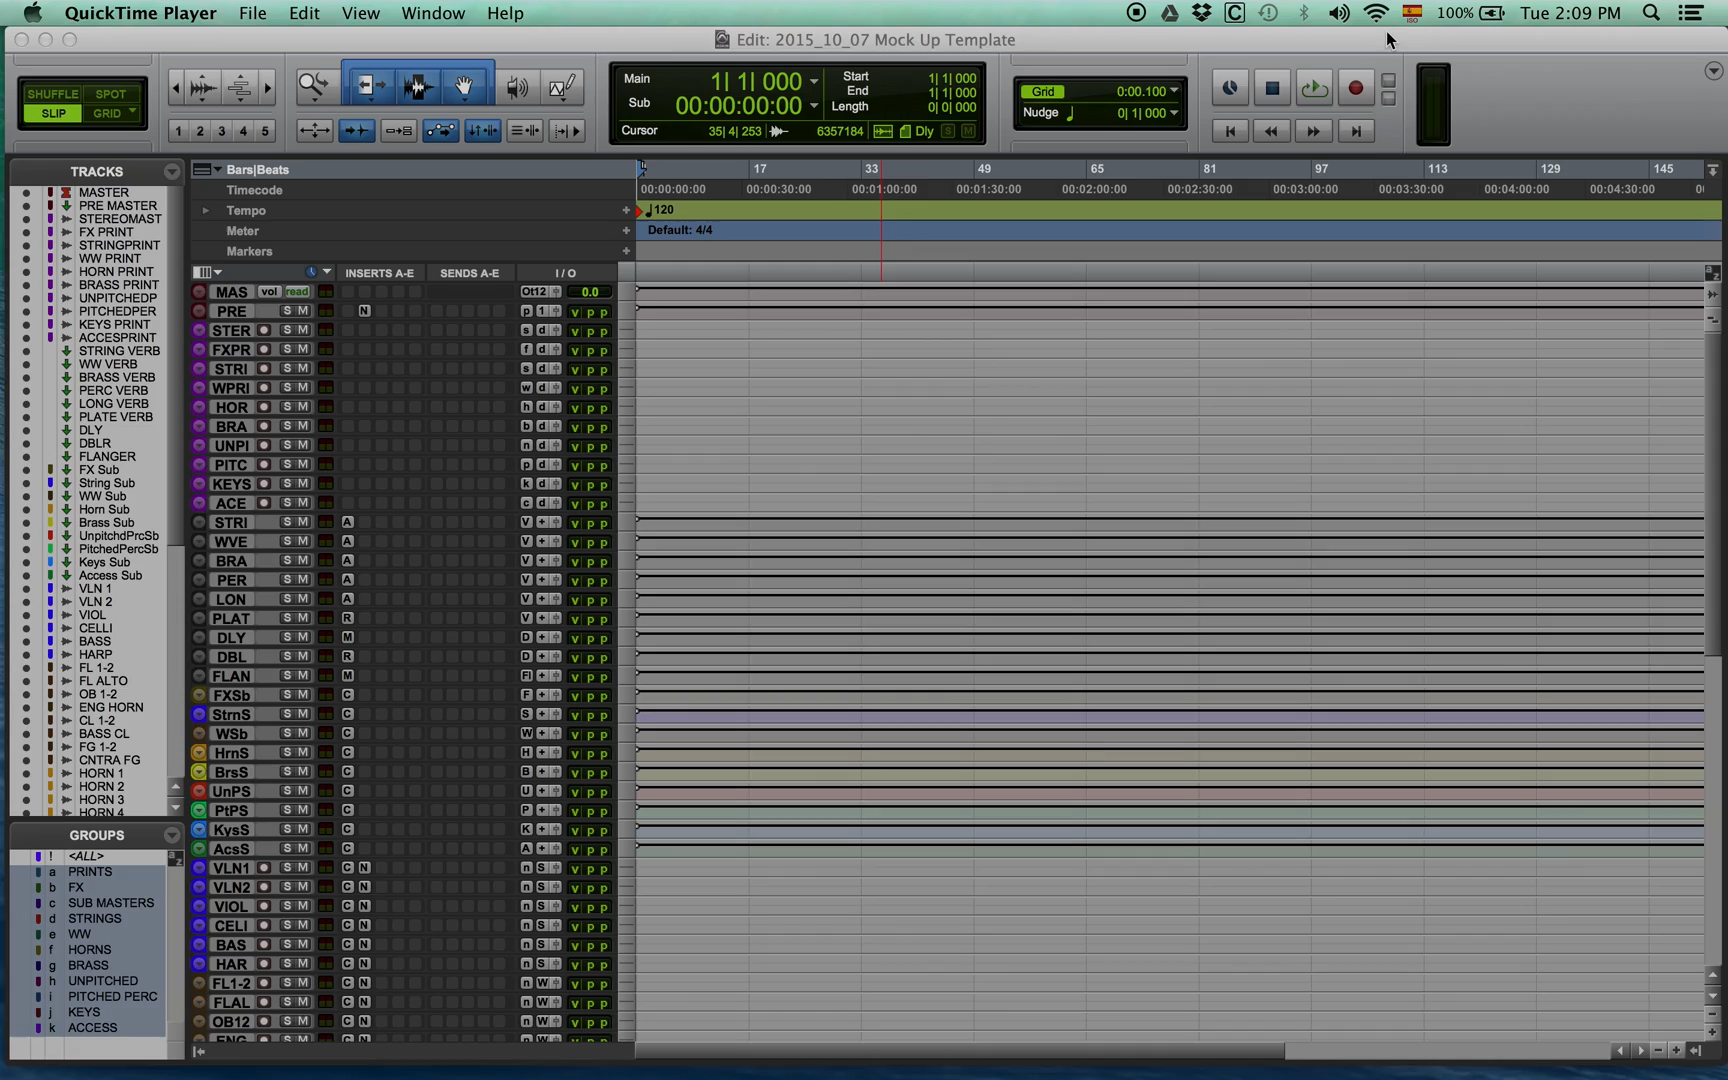 QuickTime Player File Edit View Window Help 100% Tue 2:09 PM
Edit: 2015_10_07 Mock Up Template
SHUFFLE SPOT
SLIP GRID
1 2 3 4 5
Main 1| 1| 000
Sub 00:00:00:00
Start 1| 1| 000
End 1| 1| 000
Length 0| 0| 000
Cursor 35| 4| 253 6357184 Dly S M
Grid 0:00.100
Nudge 0| 1| 000
TRACKS
MASTER
PRE MASTER
STEREOMAST
FX PRINT
STRINGPRINT
WW PRINT
HORN PRINT
BRASS PRINT
UNPITCHEDP
PITCHEDPER
KEYS PRINT
ACCESPRINT
STRING VERB
WW VERB
BRASS VERB
PERC VERB
LONG VERB
PLATE VERB
DLY
DBLR
FLANGER
FX Sub
String Sub
WW Sub
Horn Sub
Brass Sub
UnpitchdPrcSb
PitchedPercSb
Keys Sub
Access Sub
VLN 1
VLN 2
VIOL
CELLI
BASS
HARP
FL 1-2
FL ALTO
OB 1-2
ENG HORN
CL 1-2
BASS CL
FG 1-2
CNTRA FG
HORN 1
HORN 2
HORN 3
HORN 4
GROUPS
! <ALL>
a PRINTS
b FX
c SUB MASTERS
d STRINGS
e WW
f HORNS
g BRASS
h UNPITCHED
i PITCHED PERC
j KEYS
k ACCESS
Bars|Beats 17 33 49 65 81 97 113 129 145
Timecode 00:00:00:00 00:00:30:00 00:01:00:00 00:01:30:00 00:02:00:00 00:02:30:00 00:03:00:00 00:03:30:00 00:04:00:00 00:04:30:00
Tempo 120
Meter Default: 4/4
Markers
INSERTS A-E SENDS A-E I / O
MAS vol read Ot12 0.0
PRE S M N p 1 v p p
STER S M s d v p p
FXPR S M f d v p p
STRI S M s d v p p
WPRI S M w d v p p
HOR S M h d v p p
BRA S M b d v p p
UNPI S M n d v p p
PITC S M p d v p p
KEYS S M k d v p p
ACE S M c d v p p
STRI S M A V + v p p
WVE S M A V + v p p
BRA S M A V + v p p
PER S M A V + v p p
LON S M A V + v p p
PLAT S M R V + v p p
DLY S M M D + v p p
DBL S M R D + v p p
FLAN S M M Fl + v p p
FXSb S M C F + v p p
StrnS S M C S + v p p
WSb S M C W + v p p
HrnS S M C H + v p p
BrsS S M C B + v p p
UnPS S M C U + v p p
PtPS S M C P + v p p
KysS S M C K + v p p
AcsS S M C A + v p p
VLN1 S M C N n S v p p
VLN2 S M C N n S v p p
VIOL S M C N n S v p p
CELI S M C N n S v p p
BAS S M C N n S v p p
HAR S M C N n S v p p
FL1-2 S M C N n W v p p
FLAL S M C N n W v p p
OB12 S M C N n W v p p
ENG S M C N n W v p p